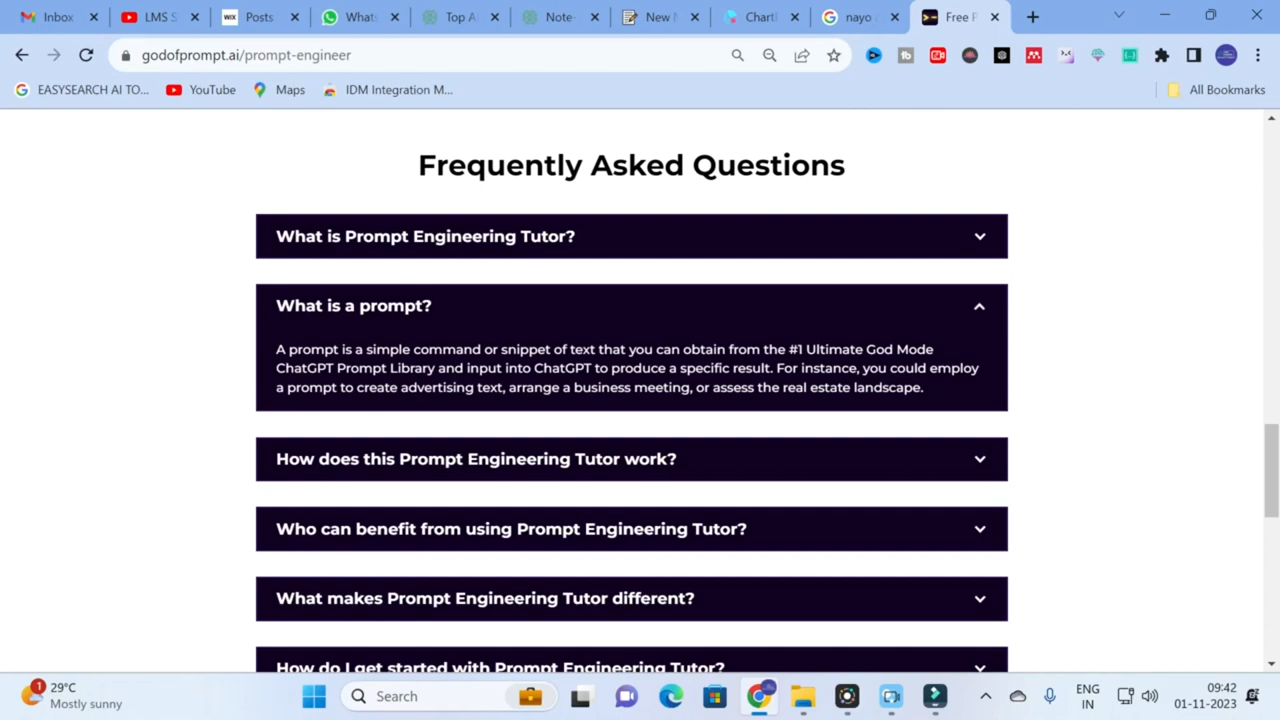 Inbox
LMS S
WiX
Posts
Whats
Top A
Note-
New M
Chart
nayo
Free P
godofprompt.ai/prompt-engineer
EASYSEARCH AI TO...
YouTube
Maps
IDM Integration M...
All Bookmarks
Frequently Asked Questions
What is Prompt Engineering Tutor?
What is a prompt?
A prompt is a simple command or snippet of text that you can obtain from the #1 Ultimate God Mode
ChatGPT Prompt Library and input into ChatGPT to produce a specific result. For instance, you could employ
a prompt to create advertising text, arrange a business meeting, or assess the real estate landscape.
How does this Prompt Engineering Tutor work?
Who can benefit from using Prompt Engineering Tutor?
What makes Prompt Engineering Tutor different?
How do I get started with Prompt Engineering Tutor?
1
29°C
Mostly sunny
Search
ENG
IN
09:42
01-11-2023